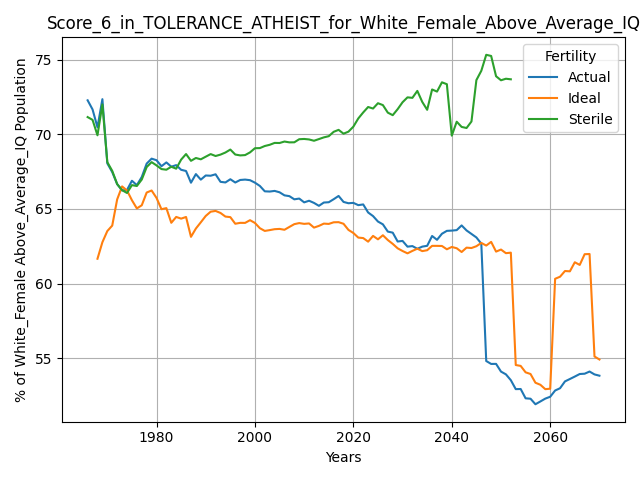 Score_6_in_TOLERANCE_ATHEIST_for_White_Female_Above_Average_IQ
% of White_Female Above_Average_IQ Population
75
70
65
60
55
Fertility
Actual
Ideal
Sterile
1980
2000
2020
2040
2060
Years